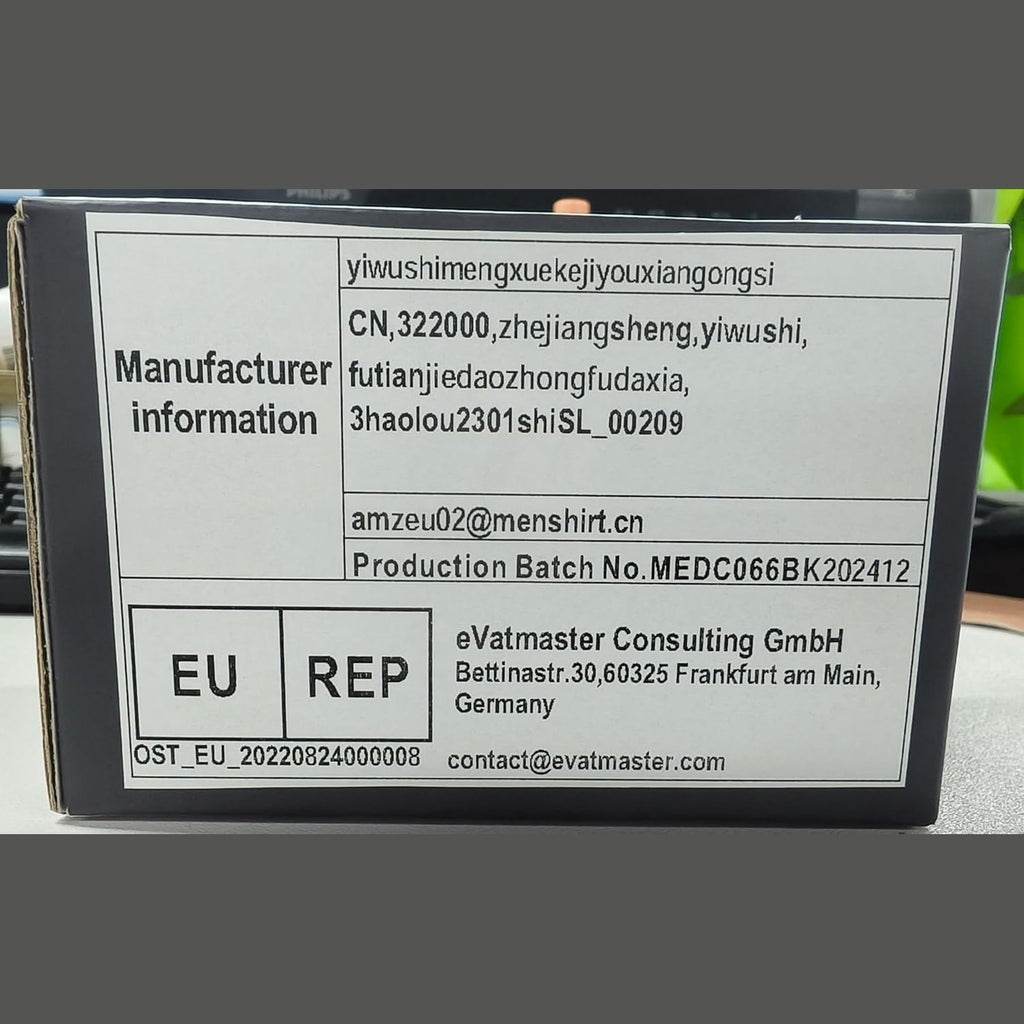 PHILIPS
Manufacturer
information
yiwushimengxuekejiyouxiangongsi
CN,322000,zhejiangsheng,yiwushi,
futianjiedaozhongfudaxia,
3haolou2301shiSL_00209
amzeu02@menshirt.cn
Production Batch No.MEDC066BK202412
EU REP
OST_EU_20220824000008
eVatmaster Consulting GmbH
Bettinastr.30,60325 Frankfurt am Main,
Germany
contact@evatmaster.com